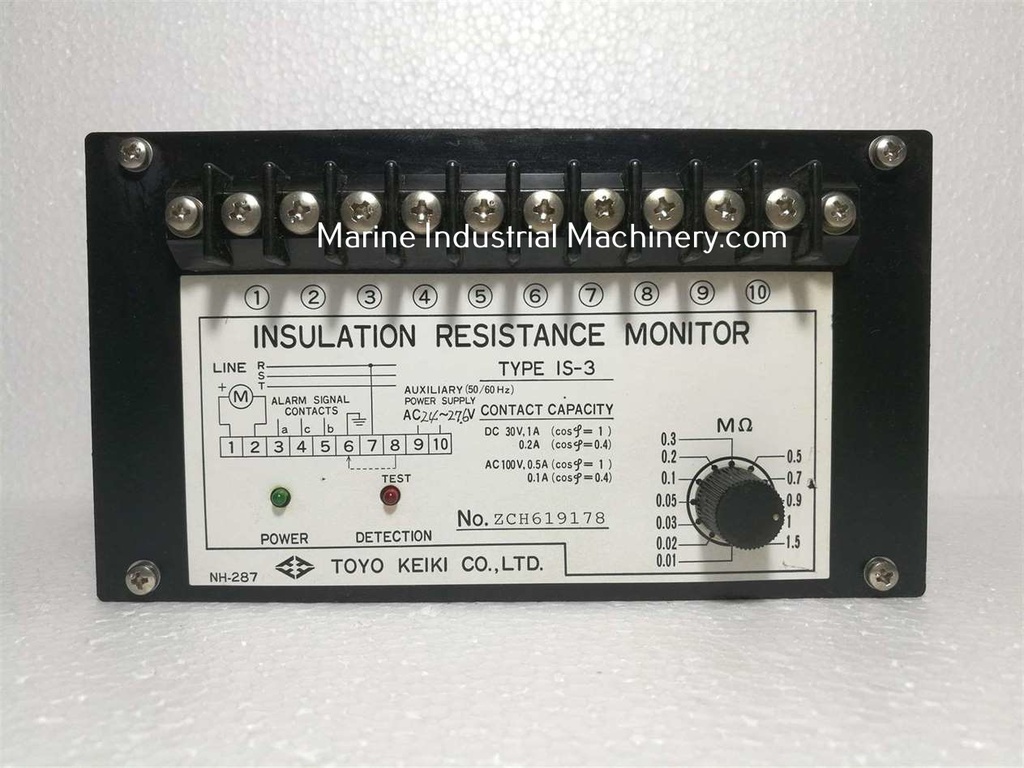 Marine Industrial Machinery.com
① ② ③ ④ ⑤ ⑥ ⑦ ⑧ ⑨ ⑩
INSULATION RESISTANCE MONITOR
TYPE IS-3
LINE R
S
T
+
M
ALARM SIGNAL
CONTACTS
a c b
AUXILIARY (50/60 Hz)
POWER SUPPLY
AC24~27.6V
1 2 3 4 5 6 7 8 9 10
TEST
CONTACT CAPACITY
DC 30V, 1A (cosφ= 1)
0.2A (cosφ=0.4)
AC100V, 0.5A (cosφ= 1)
0.1A (cosφ=0.4)
MΩ
0.3
0.2
0.1
0.05
0.03
0.02
0.01
0.5
0.7
0.9
1
1.5
POWER
DETECTION
No. ZCH619178
NH-287
TOYO KEIKI CO.,LTD.